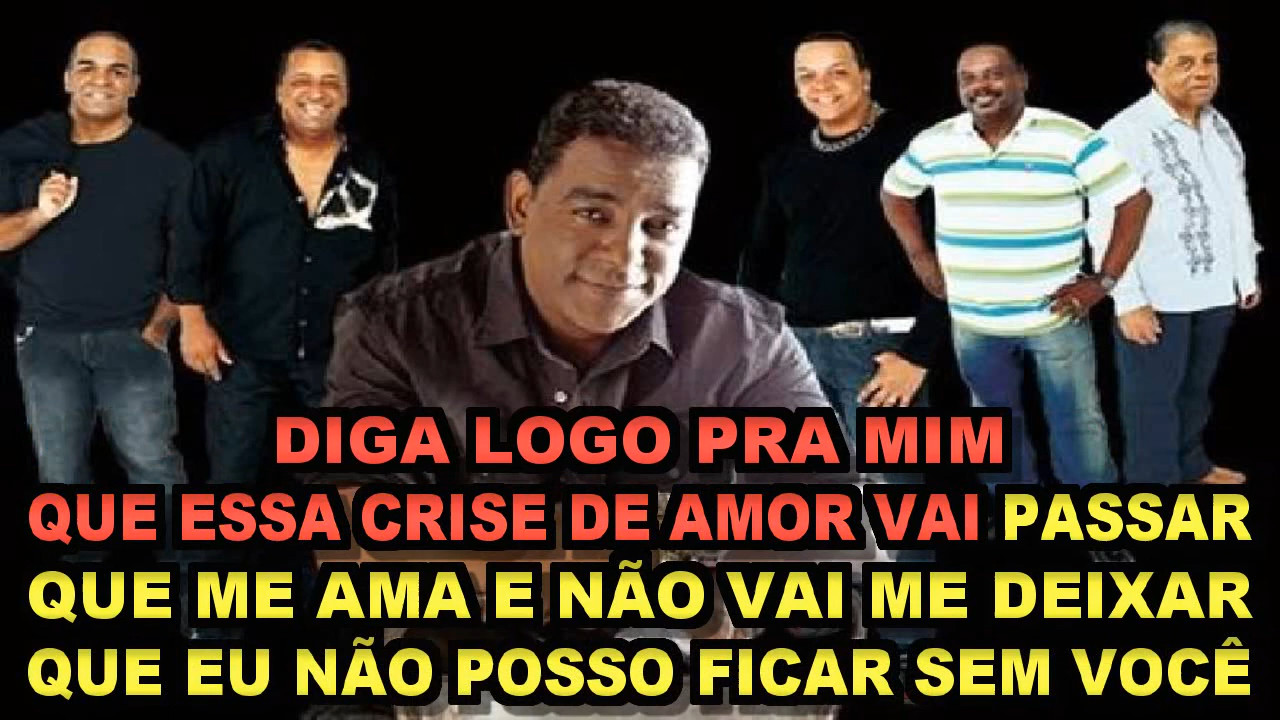 DIGA LOGO PRA MIM
QUE ESSA CRISE DE AMOR VAI PASSAR
QUE ME AMA E NÃO VAI ME DEIXAR
QUE EU NÃO POSSO FICAR SEM VOCÊ